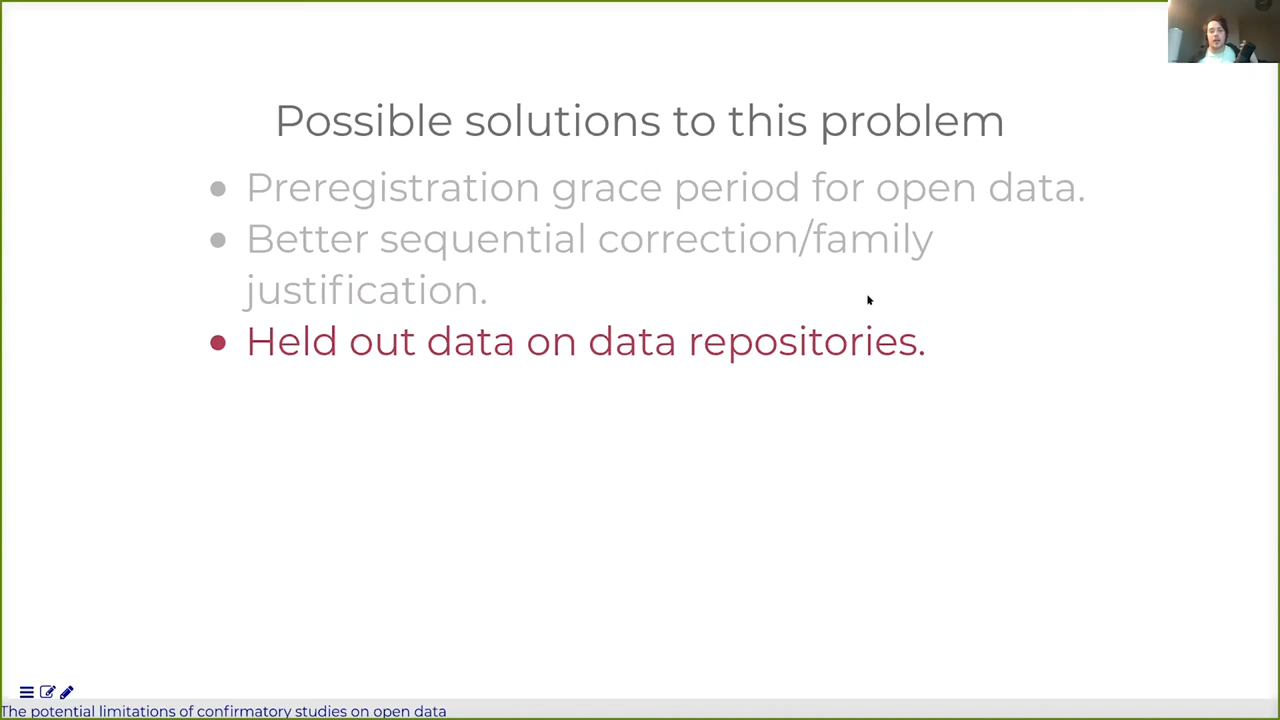 Possible solutions to this problem
● Preregistration grace period for open data.
● Better sequential correction/family
justification.
● Held out data on data repositories.
The potential limitations of confirmatory studies on open data